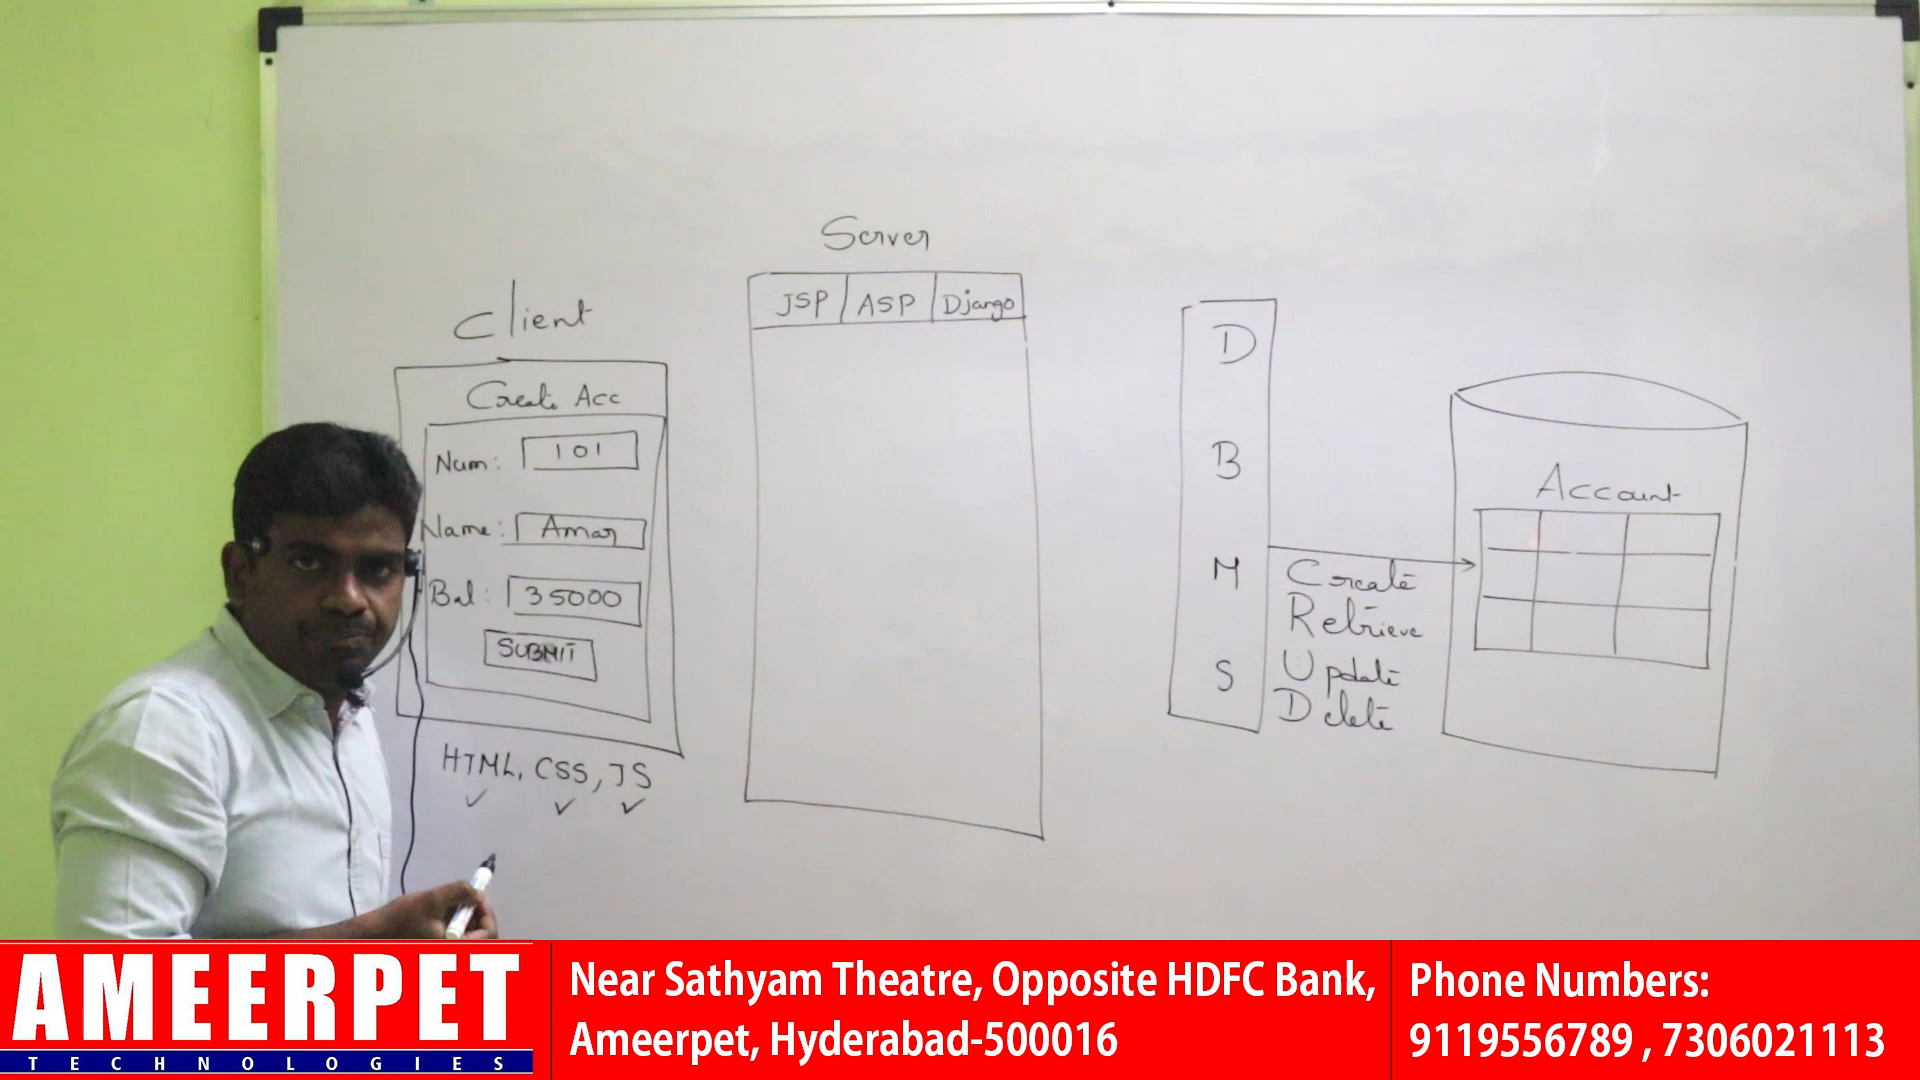 Server
JSP ASP Django
Client
Create Acc
Num: 101
Name: Amar
Bal: 35000
SUBMIT
HTML, CSS, JS
D
B
M
S
Create
Retrieve
Update
Delete
Account
AMEERPET
TECHNOLOGIES
Near Sathyam Theatre, Opposite HDFC Bank,
Ameerpet, Hyderabad-500016
Phone Numbers:
9119556789 , 7306021113